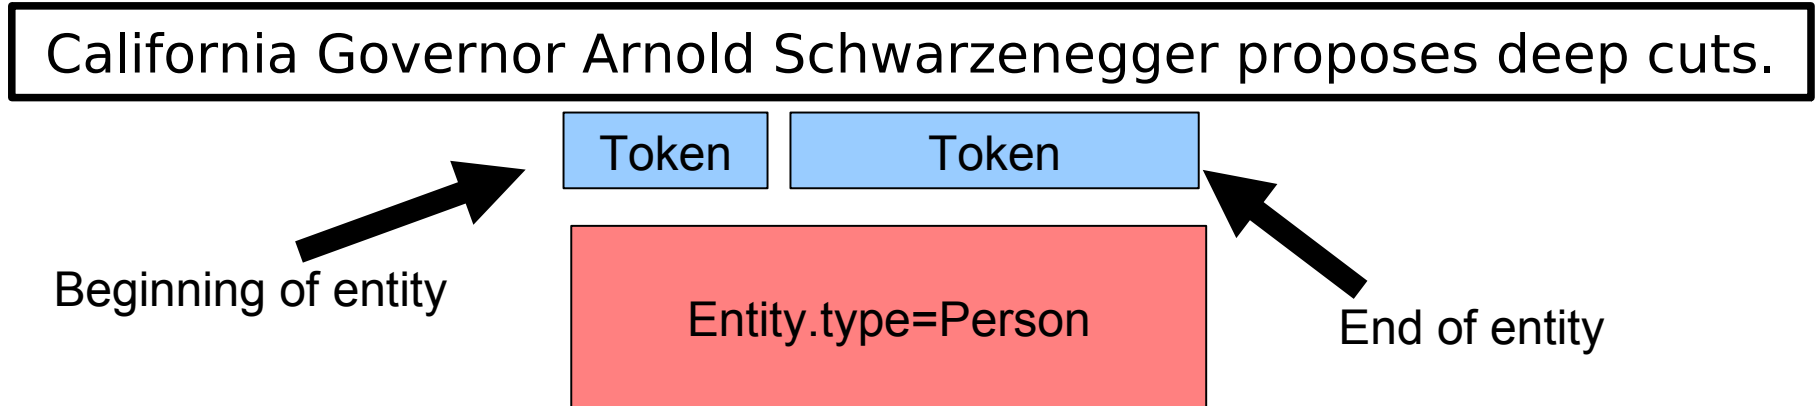 California Governor Arnold Schwarzenegger proposes deep cuts.
Token Token
Beginning of entity
Entity.type=Person
End of entity